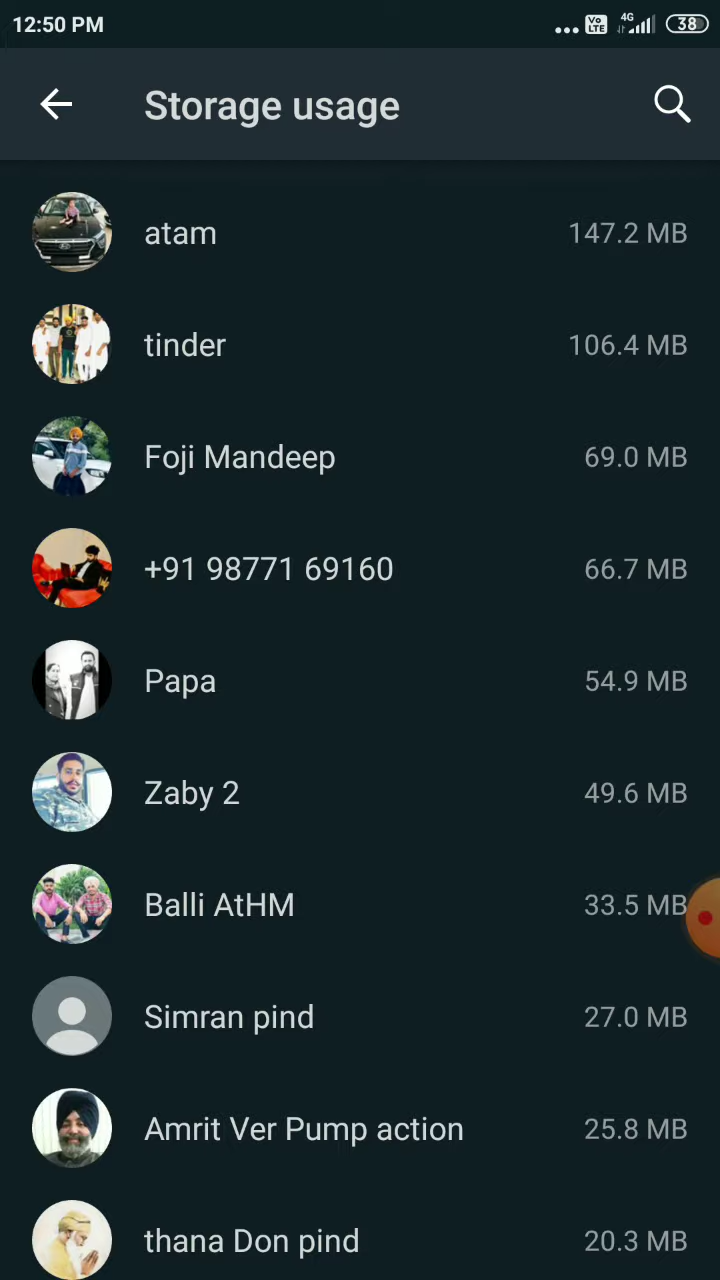 12:50 PM
Vo LTE
4G
38
Storage usage
atam 147.2 MB
tinder 106.4 MB
Foji Mandeep 69.0 MB
+91 98771 69160 66.7 MB
Papa 54.9 MB
Zaby 2 49.6 MB
Balli AtHM 33.5 MB
Simran pind 27.0 MB
Amrit Ver Pump action 25.8 MB
thana Don pind 20.3 MB